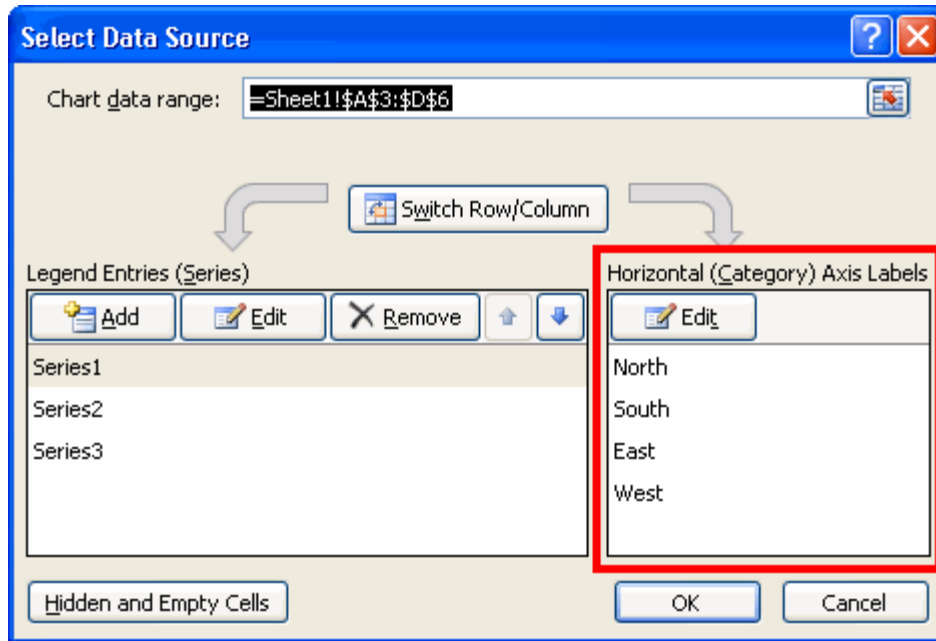 Select Data Source
?
Chart data range: =Sheet1!$A$3:$D$6
Switch Row/Column
Legend Entries (Series)
Add Edit Remove
Series1
Series2
Series3
Horizontal (Category) Axis Labels
Edit
North
South
East
West
Hidden and Empty Cells
OK Cancel